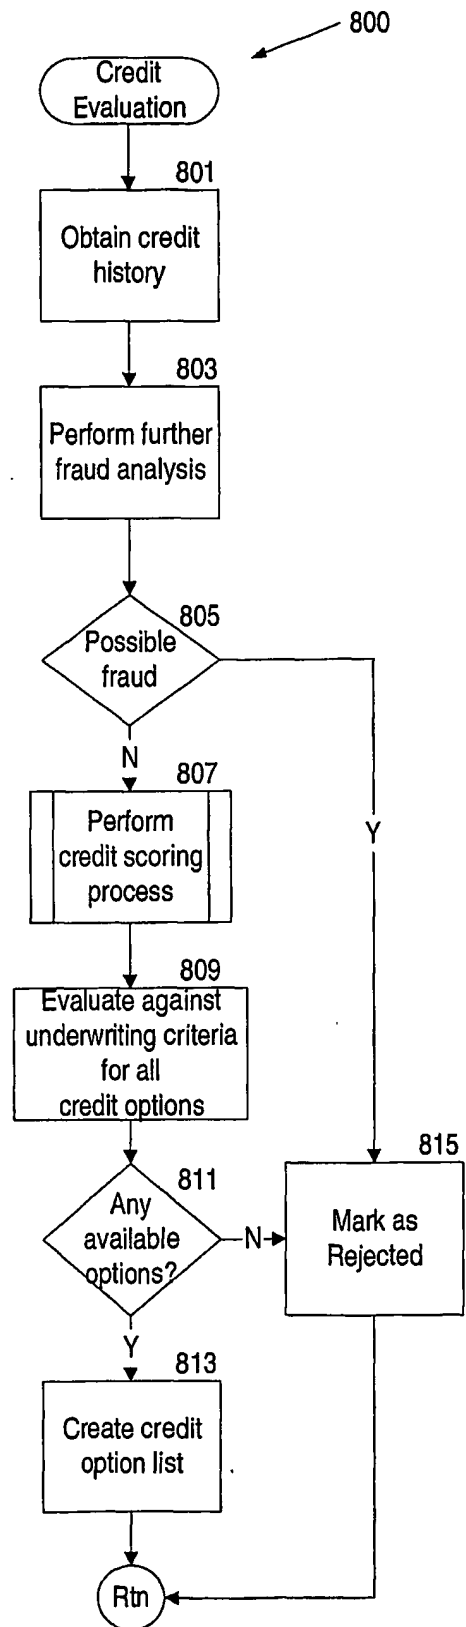 800
Credit
Evaluation
801
Obtain credit
history
803
Perform further
fraud analysis
805
Possible
fraud
N
Y
807
Perform
credit scoring
process
809
Evaluate against
underwriting criteria
for all
credit options
811
Any
available
options?
N
815
Mark as
Rejected
Y
813
Create credit
option list
Rtn